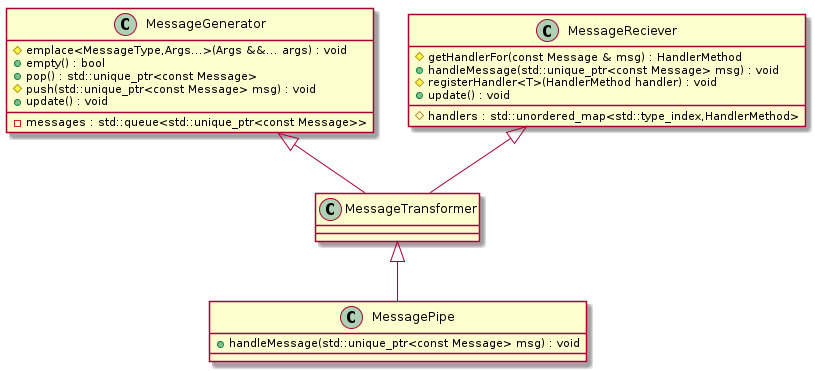 C MessageGenerator
emplace<MessageType,Args...>(Args &&... args) : void
empty() : bool
pop() : std::unique_ptr<const Message>
push(std::unique_ptr<const Message> msg) : void
update() : void
messages : std::queue<std::unique_ptr<const Message>>
C MessageReciever
getHandlerFor(const Message & msg) : HandlerMethod
handleMessage(std::unique_ptr<const Message> msg) : void
registerHandler<T>(HandlerMethod handler) : void
update() : void
handlers : std::unordered_map<std::type_index,HandlerMethod>
C MessageTransformer
C MessagePipe
handleMessage(std::unique_ptr<const Message> msg) : void